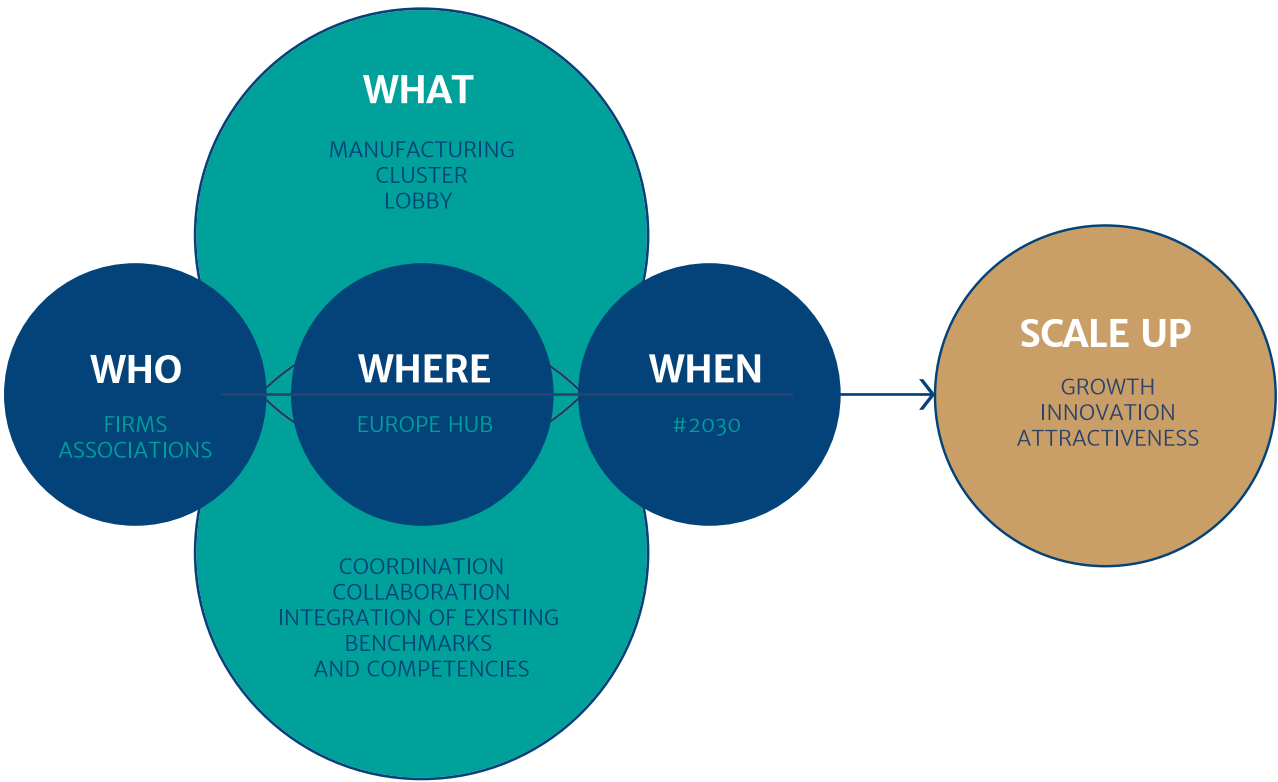 WHAT
MANUFACTURING
CLUSTER
LOBBY
WHO
FIRMS
ASSOCIATIONS
WHERE
EUROPE HUB
WHEN
#2030
COORDINATION
COLLABORATION
INTEGRATION OF EXISTING
BENCHMARKS
AND COMPETENCIES
SCALE UP
GROWTH
INNOVATION
ATTRACTIVENESS